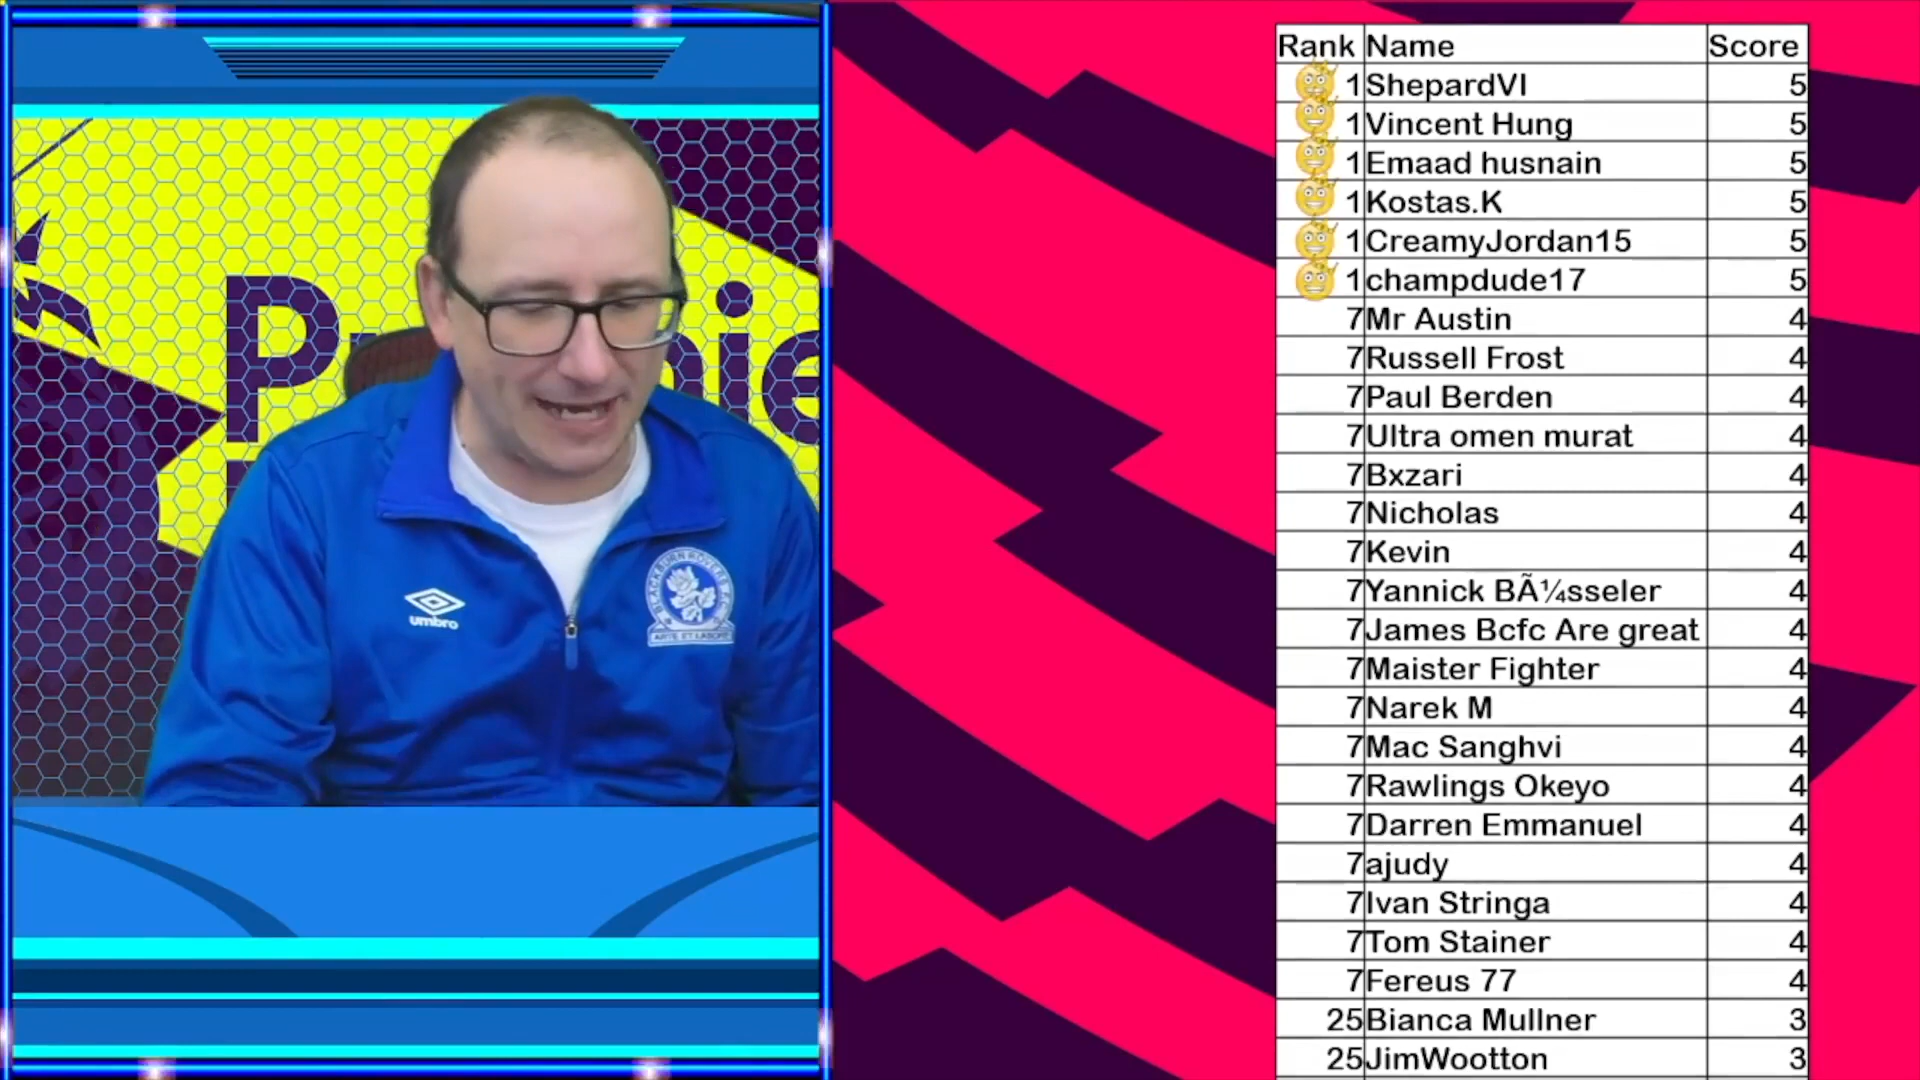 Rank Name Score
1 ShepardVI 5
1 Vincent Hung 5
1 Emaad husnain 5
1 Kostas.K 5
1 CreamyJordan15 5
1 champdude17 5
7 Mr Austin 4
7 Russell Frost 4
7 Paul Berden 4
7 Ultra omen murat 4
7 Bxzari 4
7 Nicholas 4
7 Kevin 4
7 Yannick BÃ¼sseler 4
7 James Bcfc Are great 4
7 Maister Fighter 4
7 Narek M 4
7 Mac Sanghvi 4
7 Rawlings Okeyo 4
7 Darren Emmanuel 4
7 ajudy 4
7 Ivan Stringa 4
7 Tom Stainer 4
7 Fereus 77 4
25 Bianca Mullner 3
25 JimWootton 3
umbro
BLACKBURN ROVERS F.C.
ARTE ET LABORE